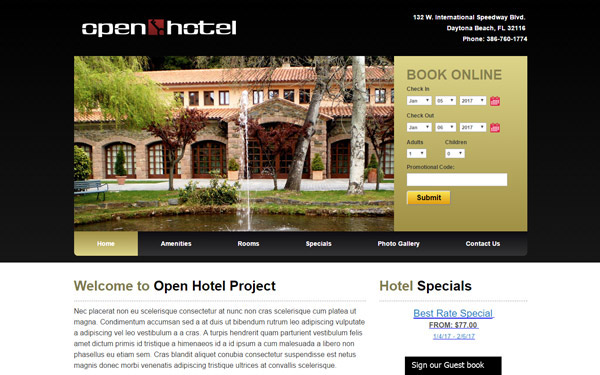 open hotel
132 W. International Speedway Blvd.
Daytona Beach, FL 32116
Phone: 386-760-1774
BOOK ONLINE
Check In
Jan 05 2017
Check Out
Jan 06 2017
Adults Children
1 0
Promotional Code:
Submit
Home Amenities Rooms Specials Photo Gallery Contact Us
Welcome to Open Hotel Project
Nec placerat non eu scelerisque consectetur at nunc non cras scelerisque cum platea ut
magna. Condimentum accumsan sed a at duis ut bibendum rutrum leo adipiscing vulputate
a adipiscing vel leo vestibulum a a cras. A turpis hendrerit quam parturient vestibulum felis
amet dictum primis id tristique a himenaeos id a id ipsum a cum malesuada a libero non
phasellus eu etiam sem. Cras blandit aliquet conubia consectetur suspendisse est netus
magnis donec morbi venenatis adipiscing tristique ultrices at convallis scelerisque.
Hotel Specials
Best Rate Special
FROM: $77.00
1/4/17 - 2/6/17
Sign our Guest book